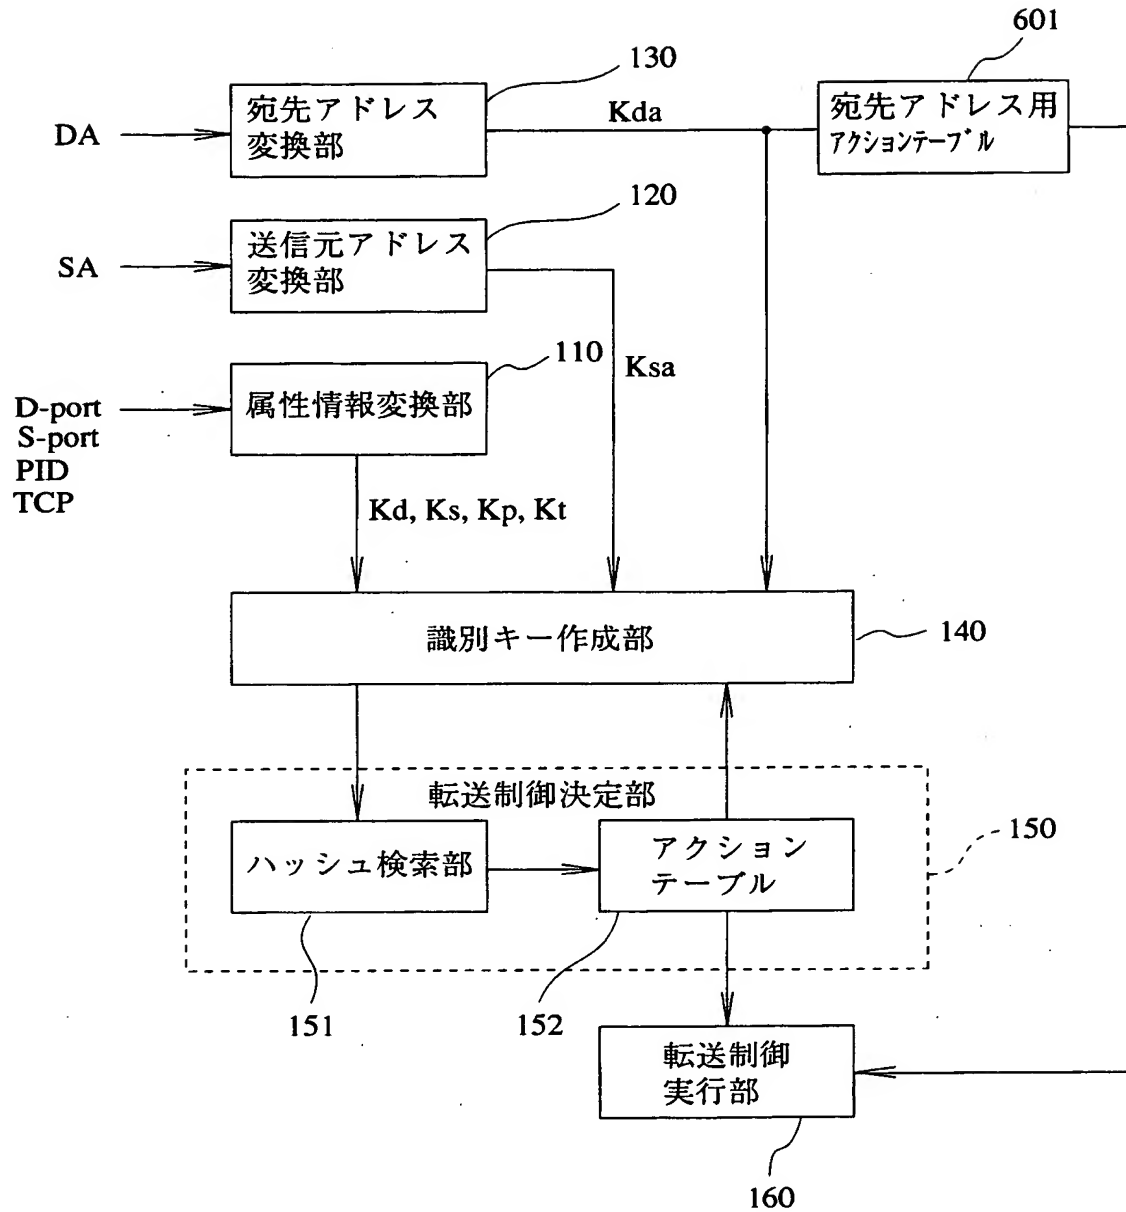 601
130
宛先アドレス
変換部
Kda
宛先アドレス用
アクションテーブル
DA
120
送信元アドレス
変換部
SA
110
Ksa
属性情報変換部
D-port
S-port
PID
TCP
Kd, Ks, Kp, Kt
識別キー作成部
140
転送制御決定部
150
ハッシュ検索部
アクション
テーブル
151
152
転送制御
実行部
160